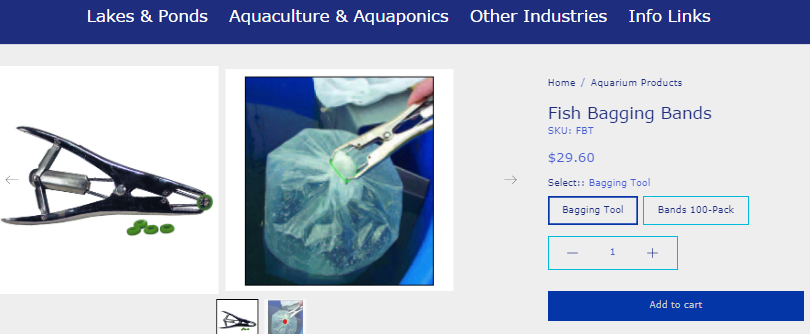 Lakes & Ponds Aquaculture & Aquaponics Other Industries Info Links
Home / Aquarium Products
Fish Bagging Bands
SKU: FBT
$29.60
Select:: Bagging Tool
Bagging Tool Bands 100-Pack
1
Add to cart